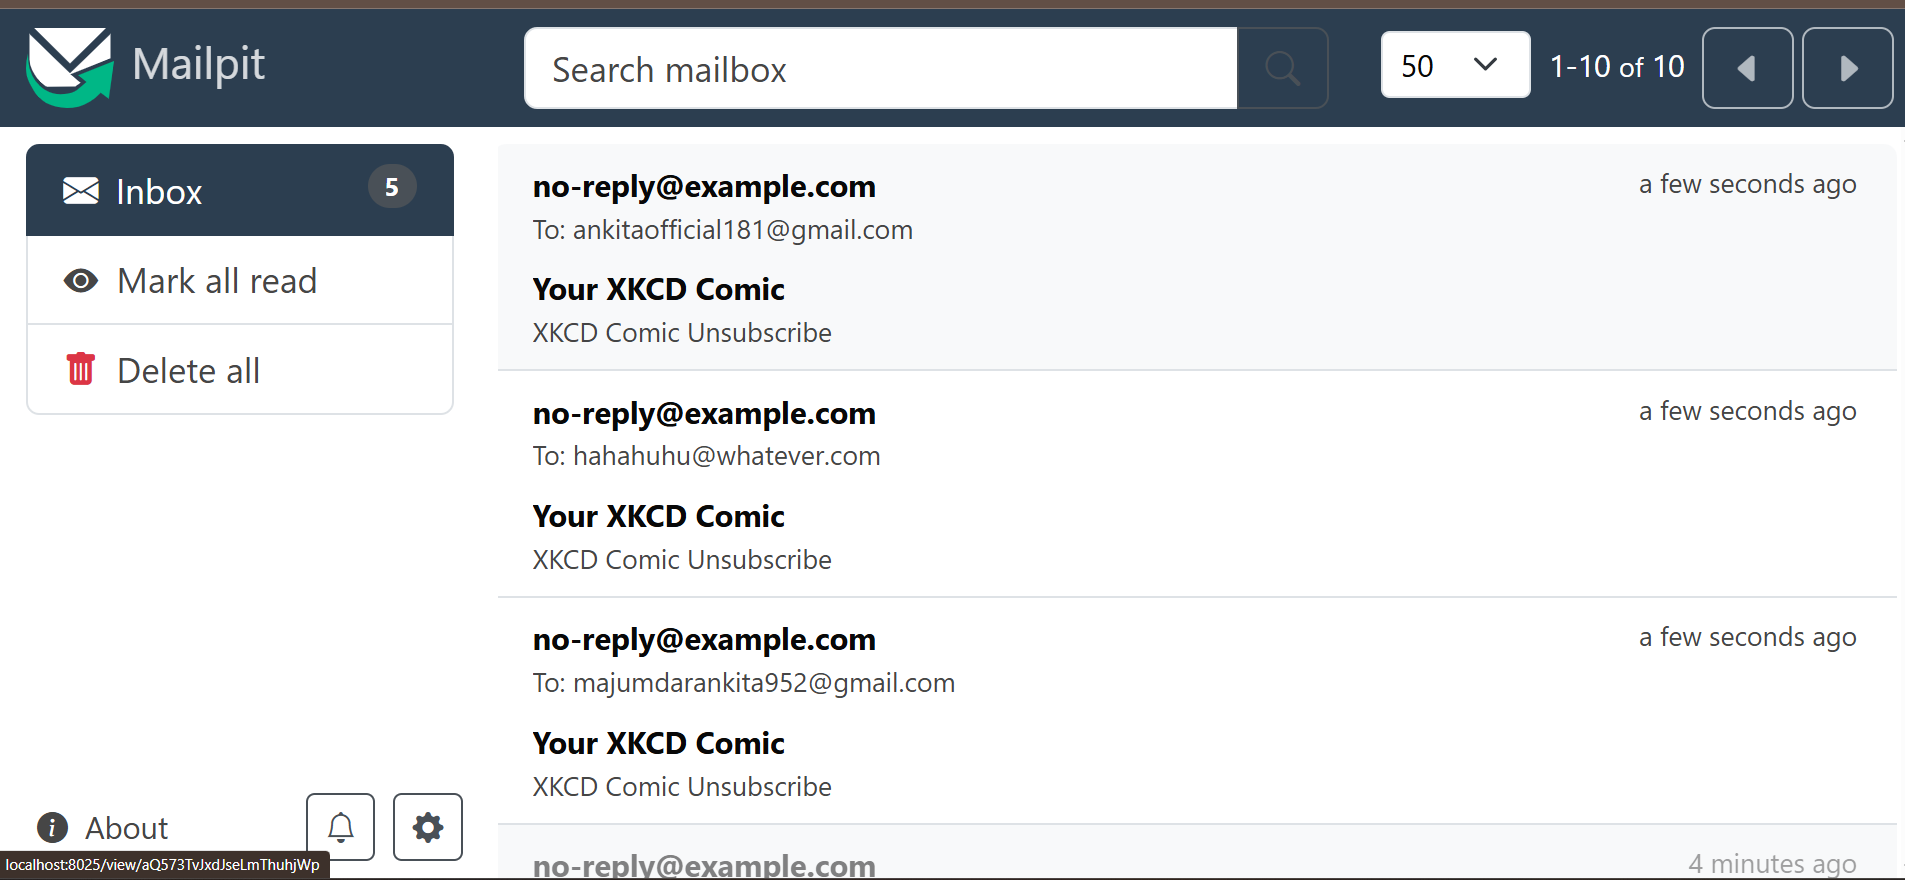 Mailpit
Search mailbox
50
1-10 of 10
Inbox
5
Mark all read
Delete all
no-reply@example.com
a few seconds ago
To: ankitaofficial181@gmail.com
Your XKCD Comic
XKCD Comic Unsubscribe
no-reply@example.com
a few seconds ago
To: hahahuhu@whatever.com
Your XKCD Comic
XKCD Comic Unsubscribe
no-reply@example.com
a few seconds ago
To: majumdarankita952@gmail.com
Your XKCD Comic
XKCD Comic Unsubscribe
no-reply@example.com
4 minutes ago
About
localhost:8025/view/aQ573TvJxdJseLmThuhjWp